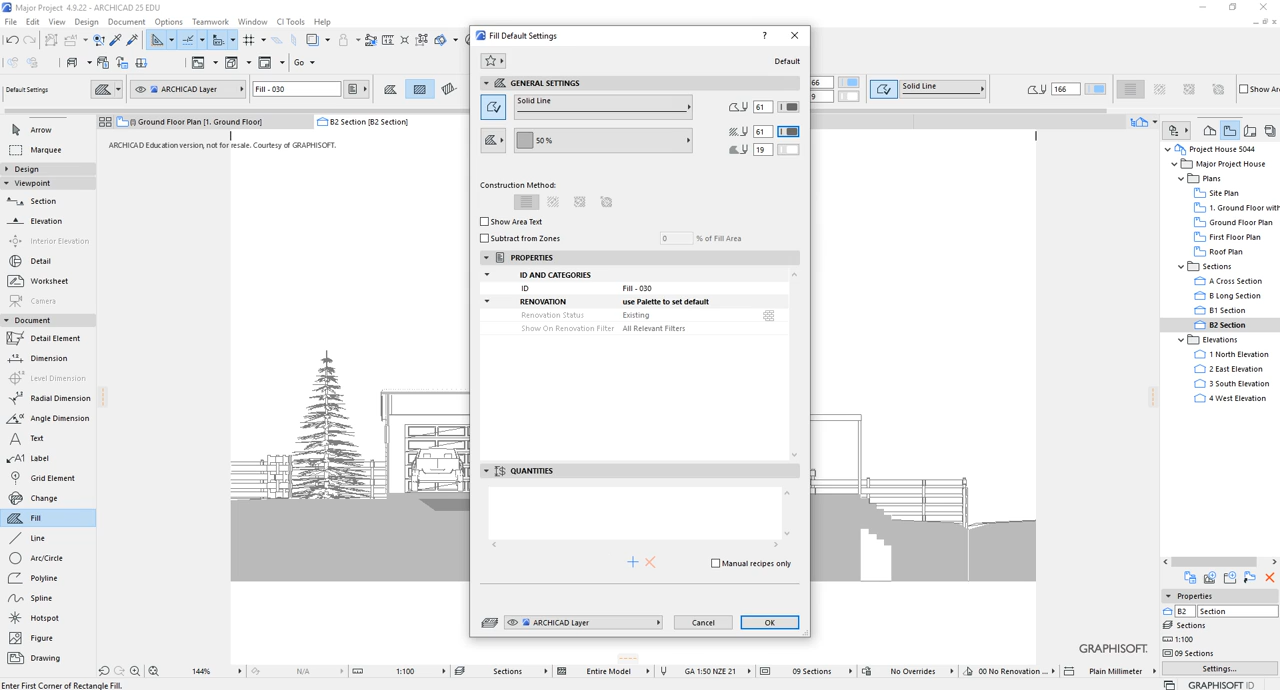 Major Project - 4.9.22 - ARCHICAD 25 EDU
File Edit View Design Document Options Teamwork Window CI Tools Help
Go
Default Settings
ARCHICAD Layer
Fill - 030
Solid Line
166
Show Ar
(!) Ground Floor Plan [1. Ground Floor]
B2 Section [B2 Section]
ARCHICAD Education version, not for resale. Courtesy of GRAPHISOFT.
Arrow
Marquee
Design
Viewpoint
Section
Elevation
Interior Elevation
Detail
Worksheet
Camera
Document
Detail Element
Dimension
Level Dimension
Radial Dimension
Angle Dimension
Text
Label
Grid Element
Change
Fill
Line
Arc/Circle
Polyline
Spline
Hotspot
Figure
Drawing
Fill Default Settings
?
Default
GENERAL SETTINGS
Solid Line
61
50 %
61
19
Construction Method:
Show Area Text
Subtract from Zones
0 % of Fill Area
PROPERTIES
ID AND CATEGORIES
ID Fill - 030
RENOVATION use Palette to set default
Renovation Status Existing
Show On Renovation Filter All Relevant Filters
QUANTITIES
Manual recipes only
ARCHICAD Layer
Cancel
OK
Project House 5044
Major Project House
Plans
Site Plan
1. Ground Floor with
Ground Floor Plan
First Floor Plan
Roof Plan
Sections
A Cross Section
B Long Section
B1 Section
B2 Section
Elevations
1 North Elevation
2 East Elevation
3 South Elevation
4 West Elevation
Properties
B2 Section
Sections
1:100
09 Sections
Settings...
GRAPHISOFT.
144% N/A 1:100 Sections Entire Model GA 1:50 NZE 21 09 Sections No Overrides 00 No Renovation ... Plain Millimeter
Enter First Corner of Rectangle Fill.
GRAPHISOFT ID